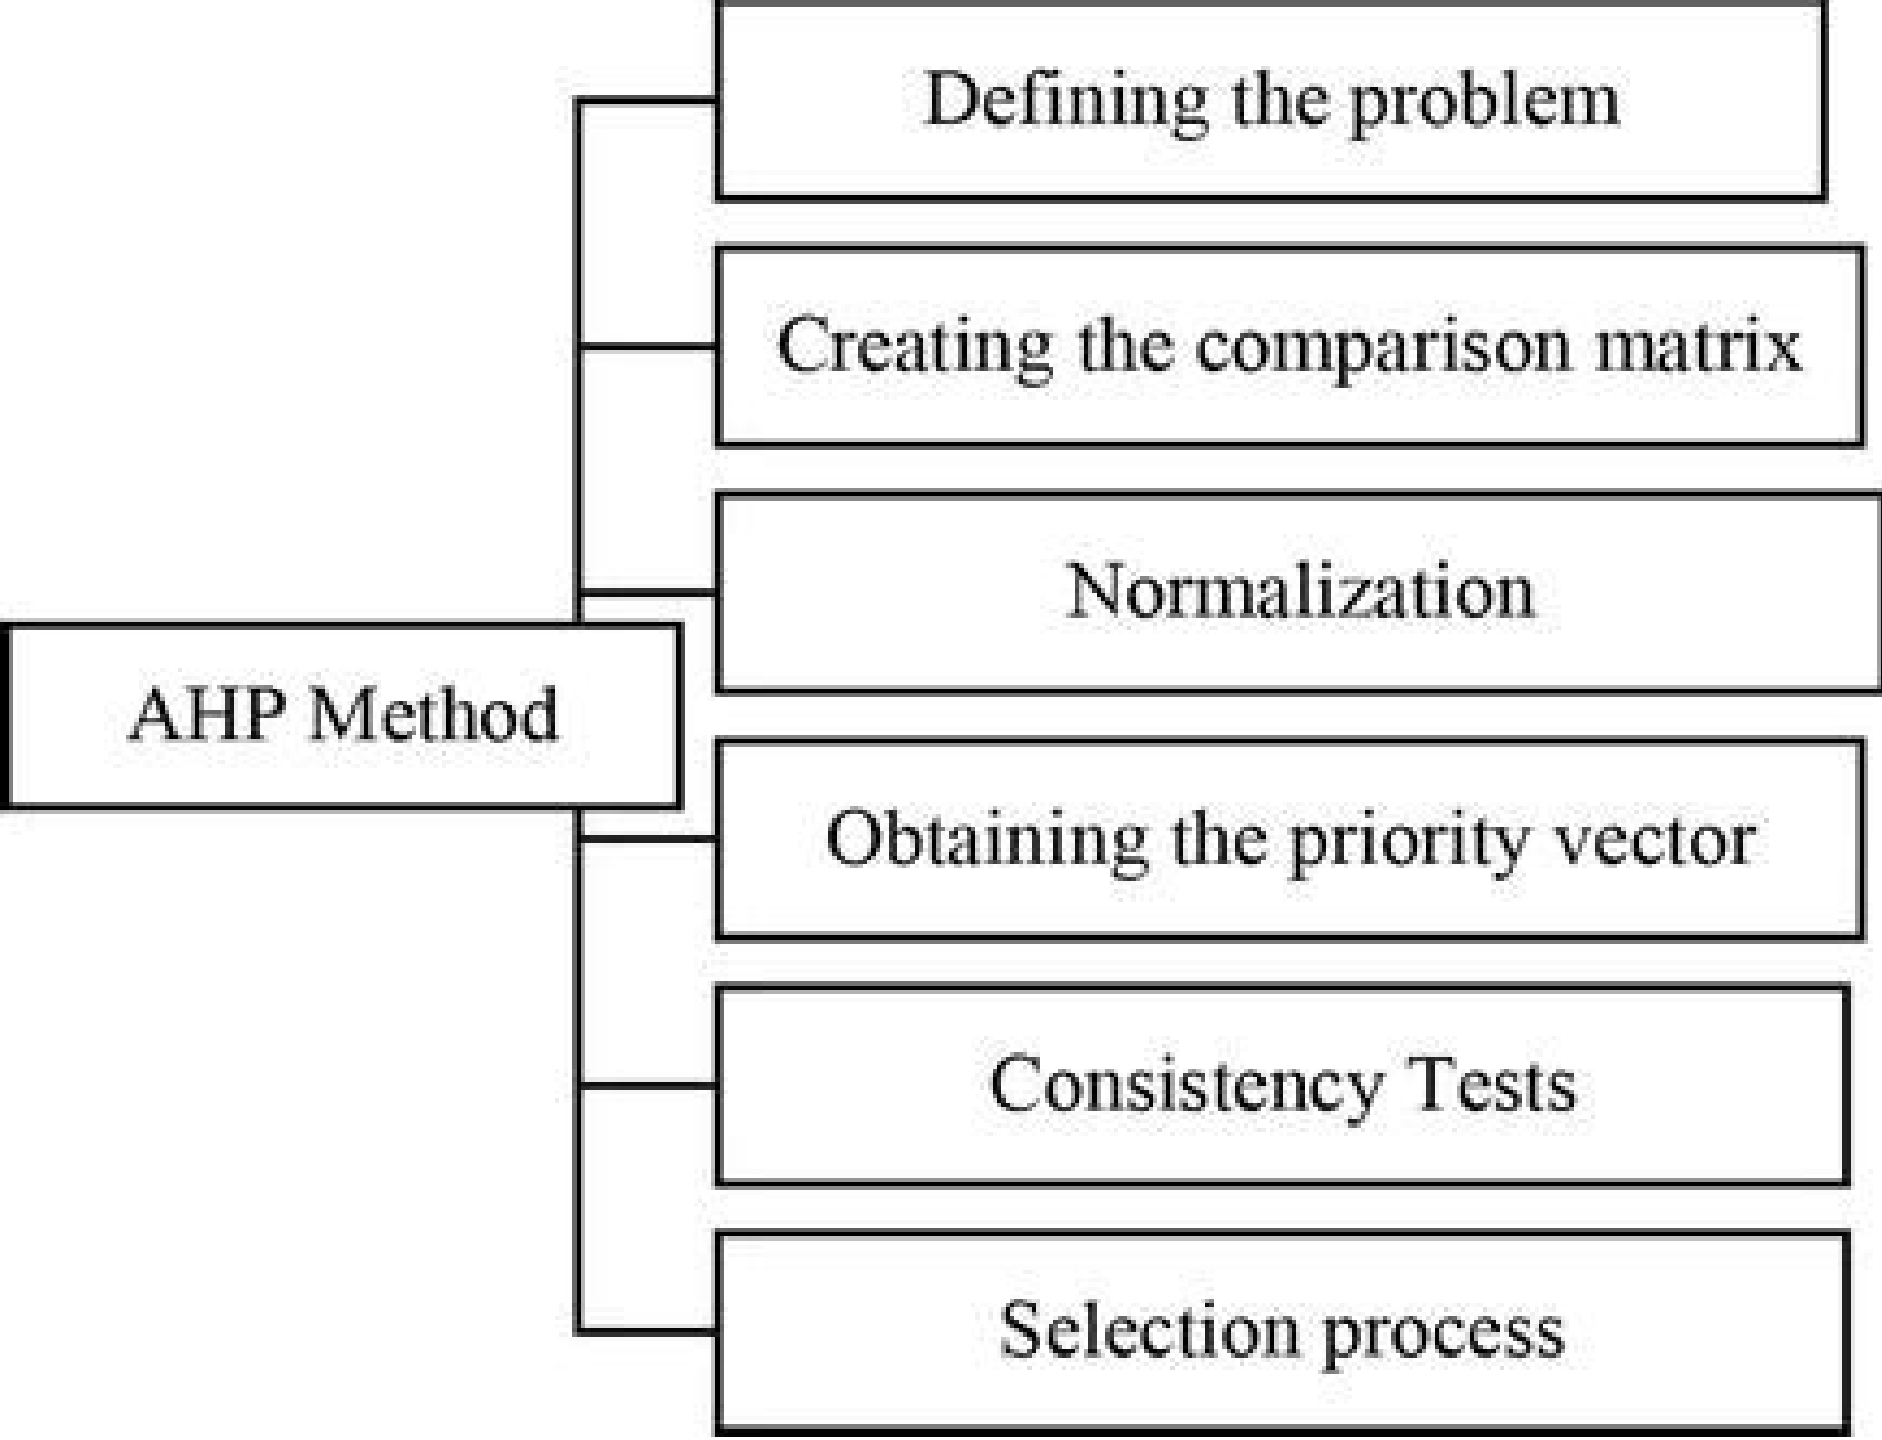 Defining the problem
Creating the comparison matrix
Normalization
AHP Method
Obtaining the priority vector
Consistency Tests
Selection process